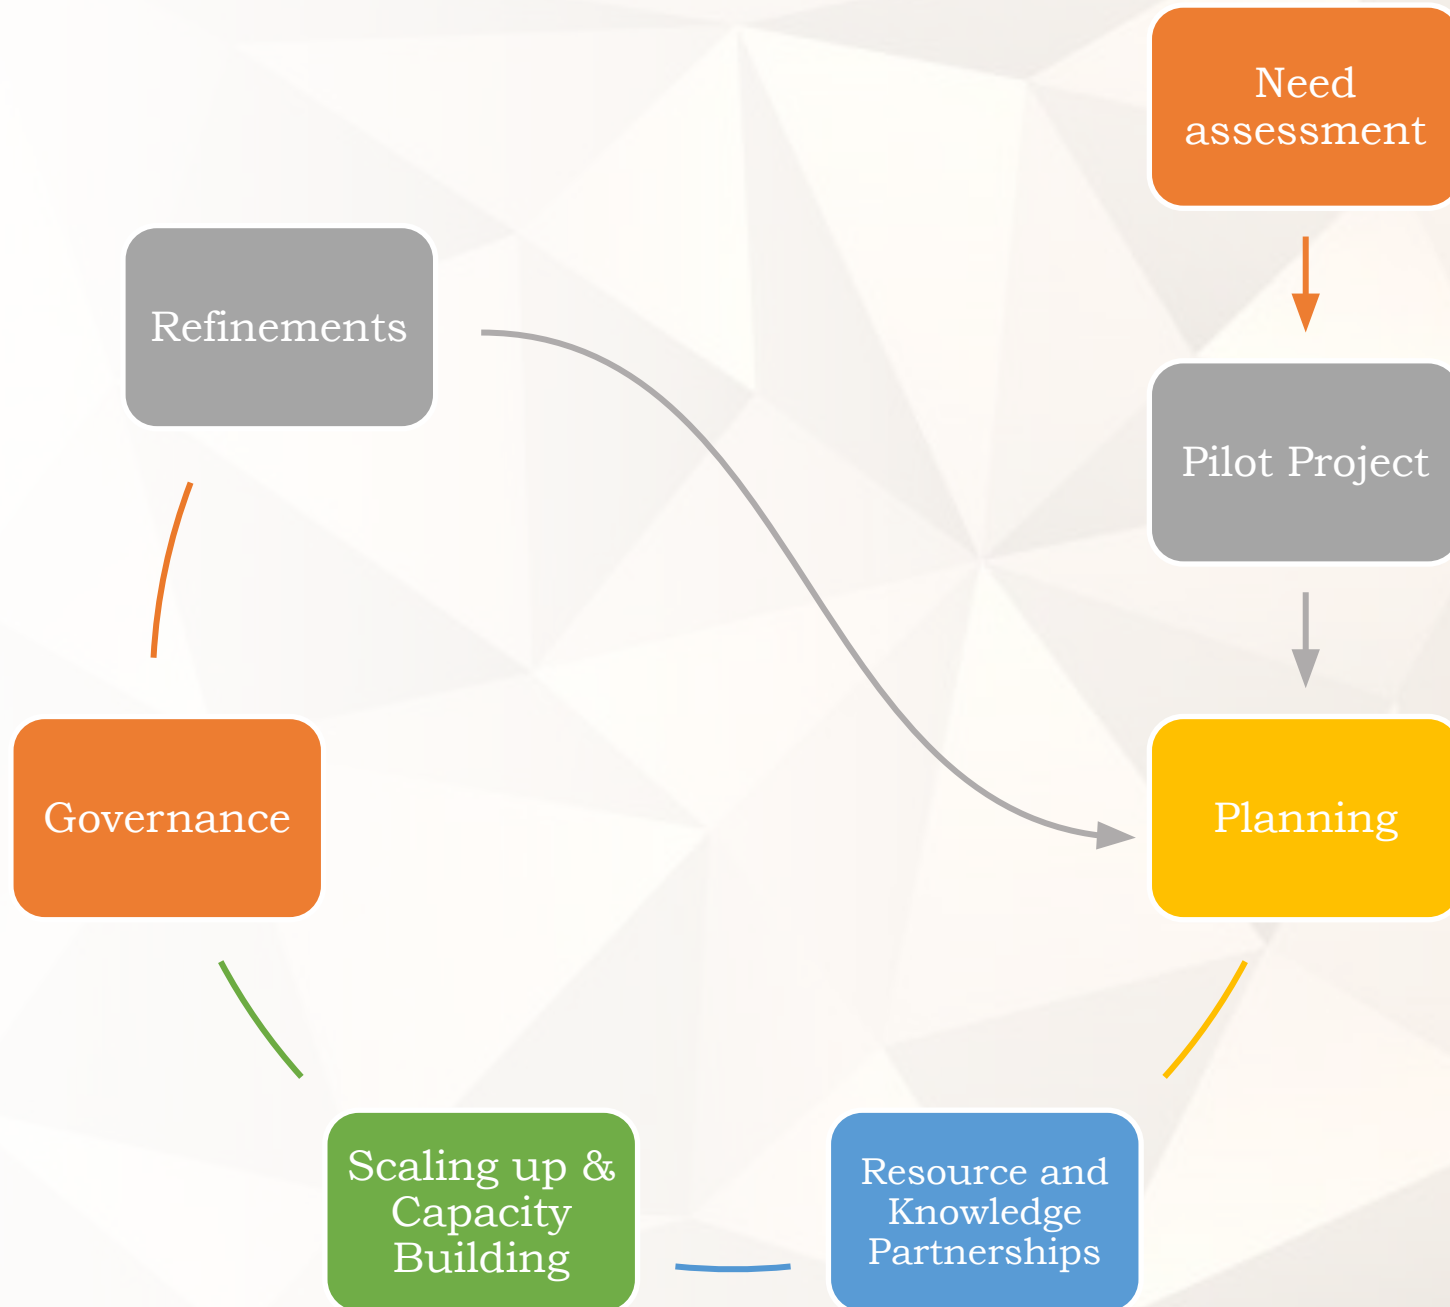 Need
assessment
Pilot Project
Planning
Resource and
Knowledge
Partnerships
Scaling up &
Capacity
Building
Governance
Refinements